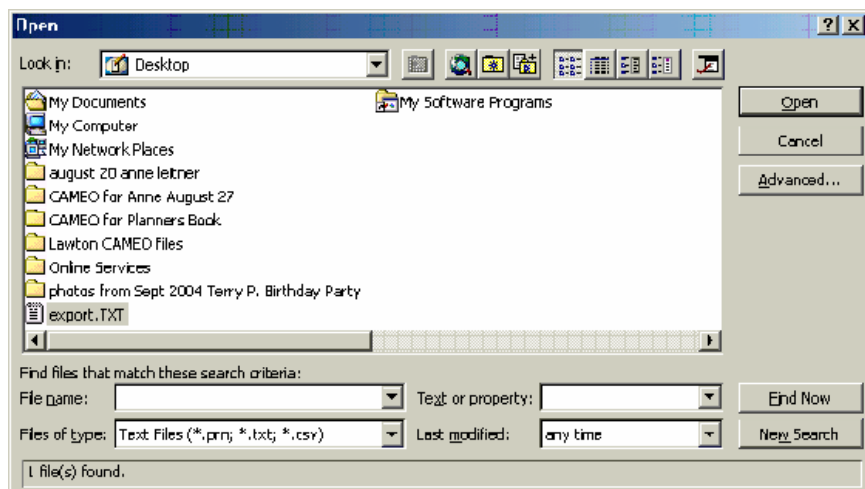 Open
Look in: Desktop
My Documents My Software Programs
My Computer
My Network Places
august 20 anne leitner
CAMEO for Anne August 27
CAMEO for Planners Book
Lawton CAMEO files
Online Services
photos from Sept 2004 Terry P. Birthday Party
export.TXT
Open
Cancel
Advanced...
Find files that match these search criteria:
File name: Text or property: Find Now
Files of type: Text Files (*.prn; *.txt; *.csv) Last modified: any time New Search
1 file(s) found.